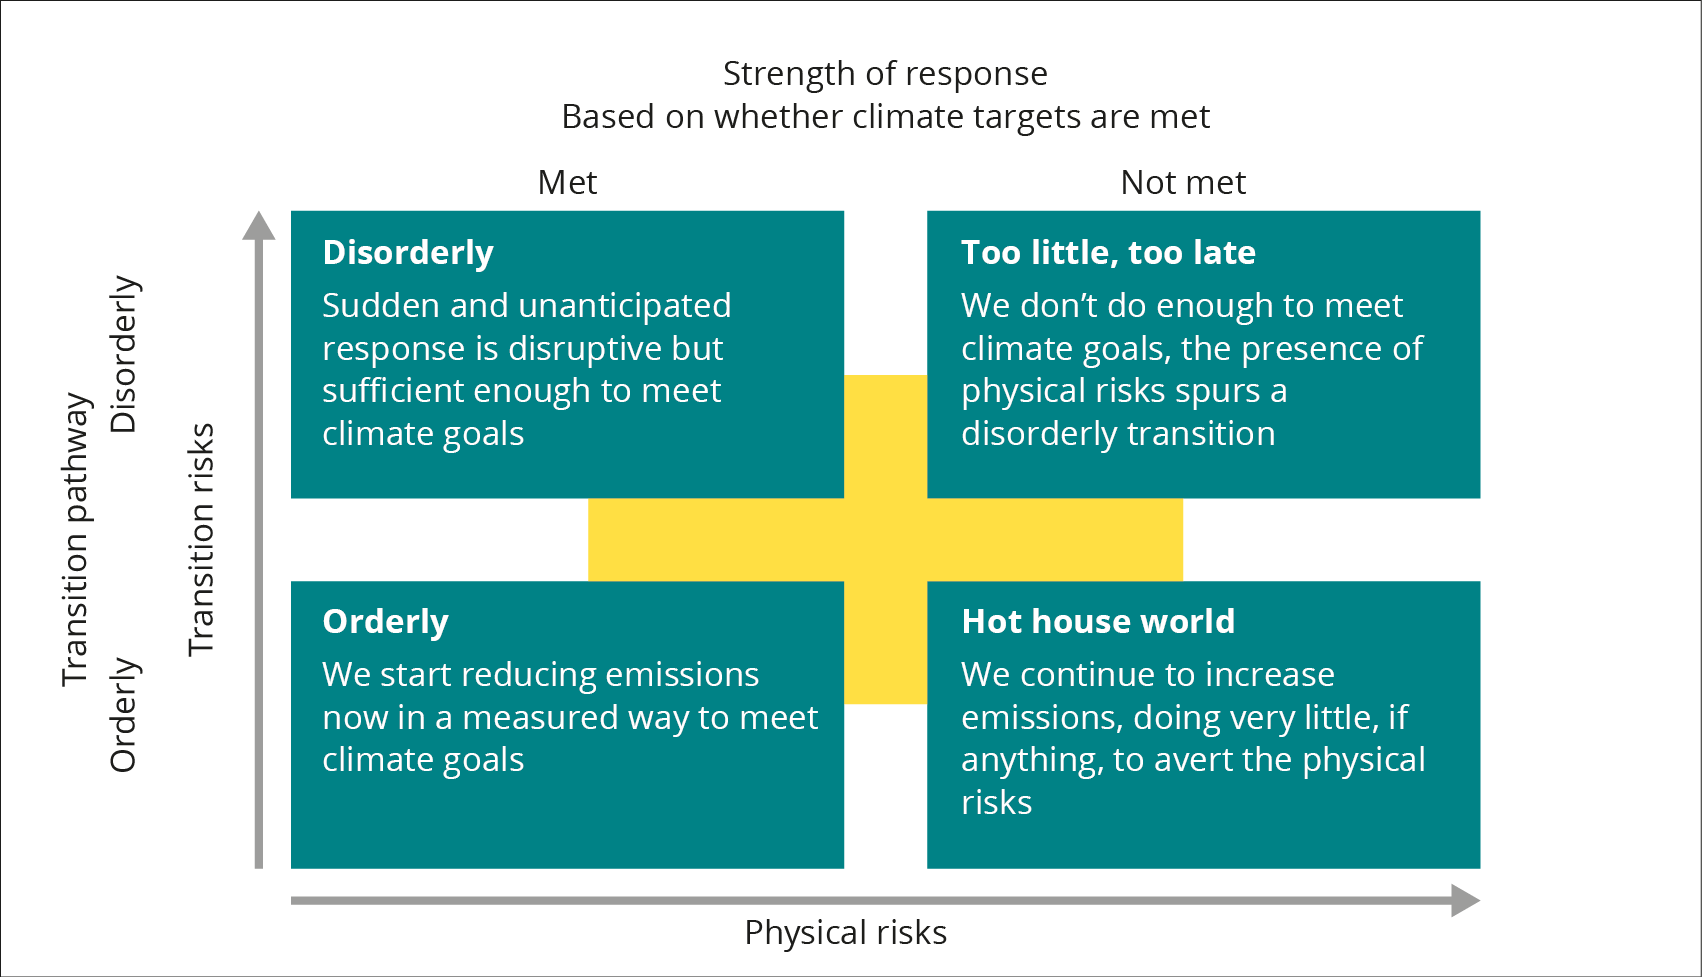 Strength of response
Based on whether climate targets are met
Met
Not met
Transition pathway
Disorderly
Orderly
Transition risks
Disorderly
Sudden and unanticipated
response is disruptive but
sufficient enough to meet
climate goals
Too little, too late
We don’t do enough to meet
climate goals, the presence of
physical risks spurs a
disorderly transition
Orderly
We start reducing emissions
now in a measured way to meet
climate goals
Hot house world
We continue to increase
emissions, doing very little, if
anything, to avert the physical
risks
Physical risks